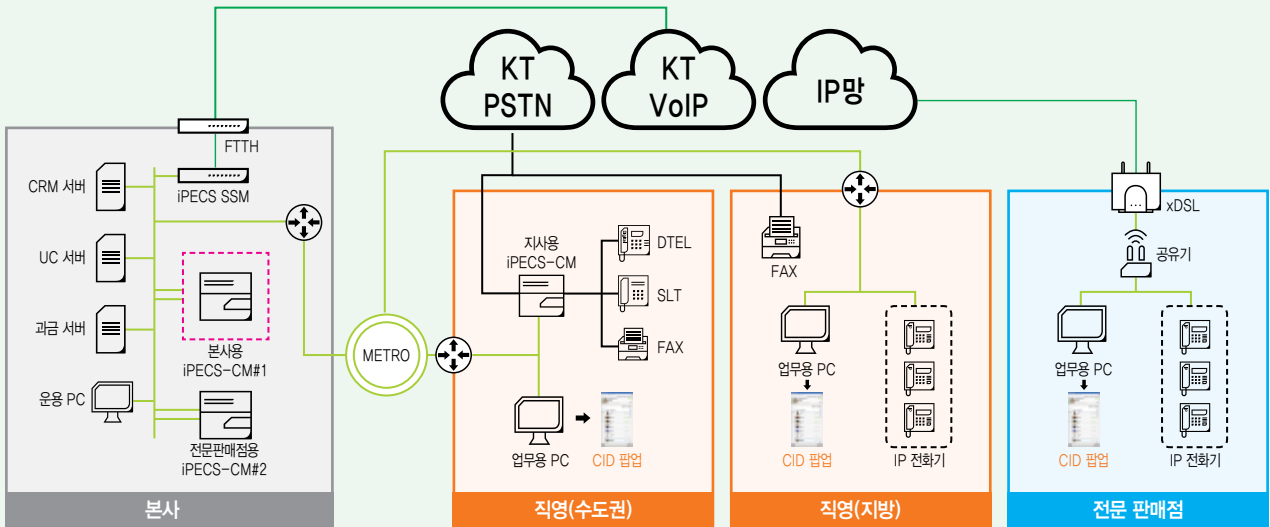 KT
PSTN
KT
VoIP
IP망
FTTH
iPECS SSM
CRM 서버
UC 서버
과금 서버
운용 PC
본사용
iPECS-CM#1
전문판매점용
iPECS-CM#2
본사
METRO
지사용
iPECS-CM
DTEL
SLT
FAX
업무용 PC
CID 팝업
직영(수도권)
FAX
업무용 PC
CID 팝업
IP 전화기
직영(지방)
xDSL
공유기
업무용 PC
CID 팝업
IP 전화기
전문 판매점